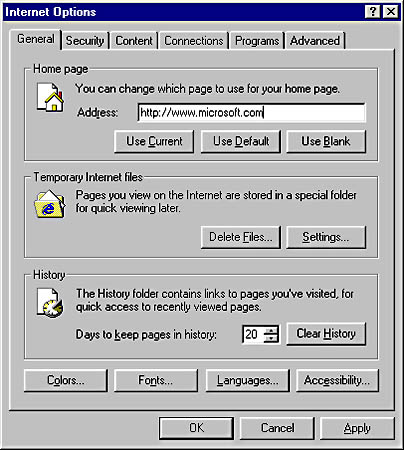 Internet Options
General Security Content Connections Programs Advanced
Home page
You can change which page to use for your home page.
Address: http://www.microsoft.com
Use Current Use Default Use Blank
Temporary Internet files
Pages you view on the Internet are stored in a special folder
for quick viewing later.
Delete Files... Settings...
History
The History folder contains links to pages you've visited, for
quick access to recently viewed pages.
Days to keep pages in history: 20 Clear History
Colors... Fonts... Languages... Accessibility...
OK Cancel Apply